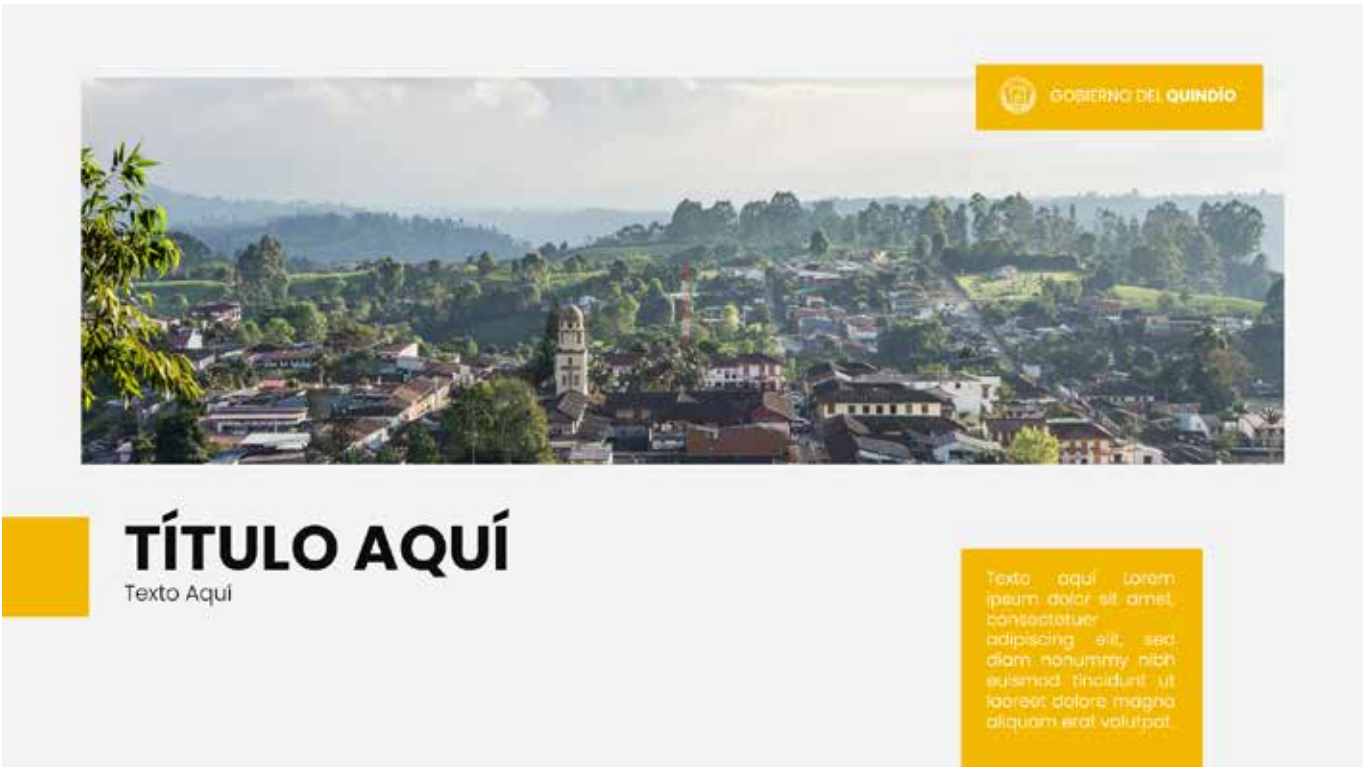 GOBIERNO DEL QUINDÍO
TÍTULO AQUÍ
Texto Aquí
Texto aquí Lorem
ipsum dolor sit amet,
consectetuer
adipiscing elit, sed
diam nonummy nibh
euismod tincidunt ut
laoreet dolore magna
aliquam erat volutpat.